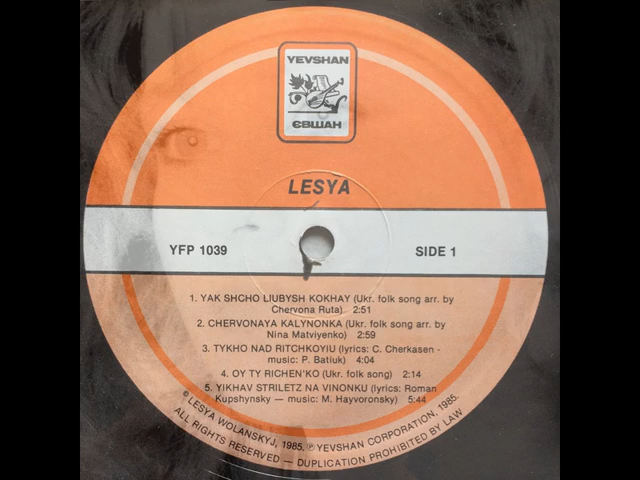 YEVSHAN
ЄВШАН
LESYA
YFP 1039
SIDE 1
1. YAK SHCHO LIUBYSH KOKHAY (Ukr. folk song arr. by
Chervona Ruta) 2:51
2. CHERVONAYA KALYNONKA (Ukr. folk song arr. by
Nina Matviyenko) 2:59
3. TYKHO NAD RITCHKOYIU (lyrics: C. Cherkasen -
music: P. Batiuk) 4:04
4. OY TY RICHEN'KO (Ukr. folk song) 2:14
5. YIKHAV STRILETZ NA VINONKU (lyrics: Roman
Kupshynsky — music: M. Hayvoronsky) 5:44
© LESYA WOLANSKYJ, 1985, ℗ YEVSHAN CORPORATION, 1985.
ALL RIGHTS RESERVED — DUPLICATION PROHIBITED BY LAW